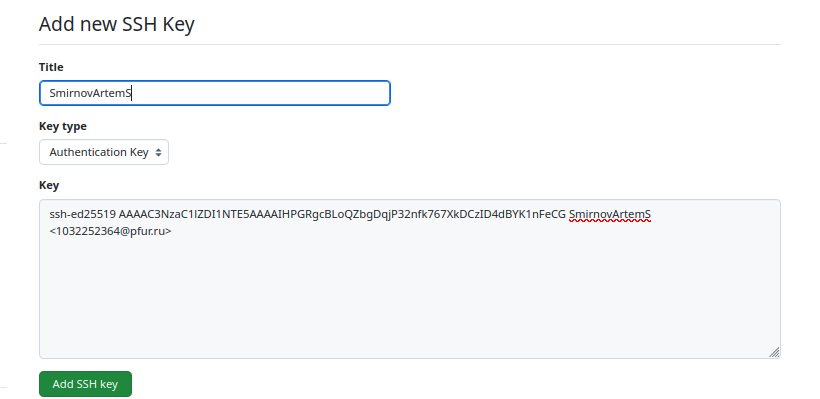 Add new SSH Key
Title
SmirnovArtemS
Key type
Authentication Key
Key
ssh-ed25519 AAAAC3NzaC1lZDI1NTE5AAAAIHPGRgcBLoQZbgDqjP32nfk767XkDCzID4dBYK1nFeCG SmirnovArtemS
<1032252364@pfur.ru>
Add SSH key